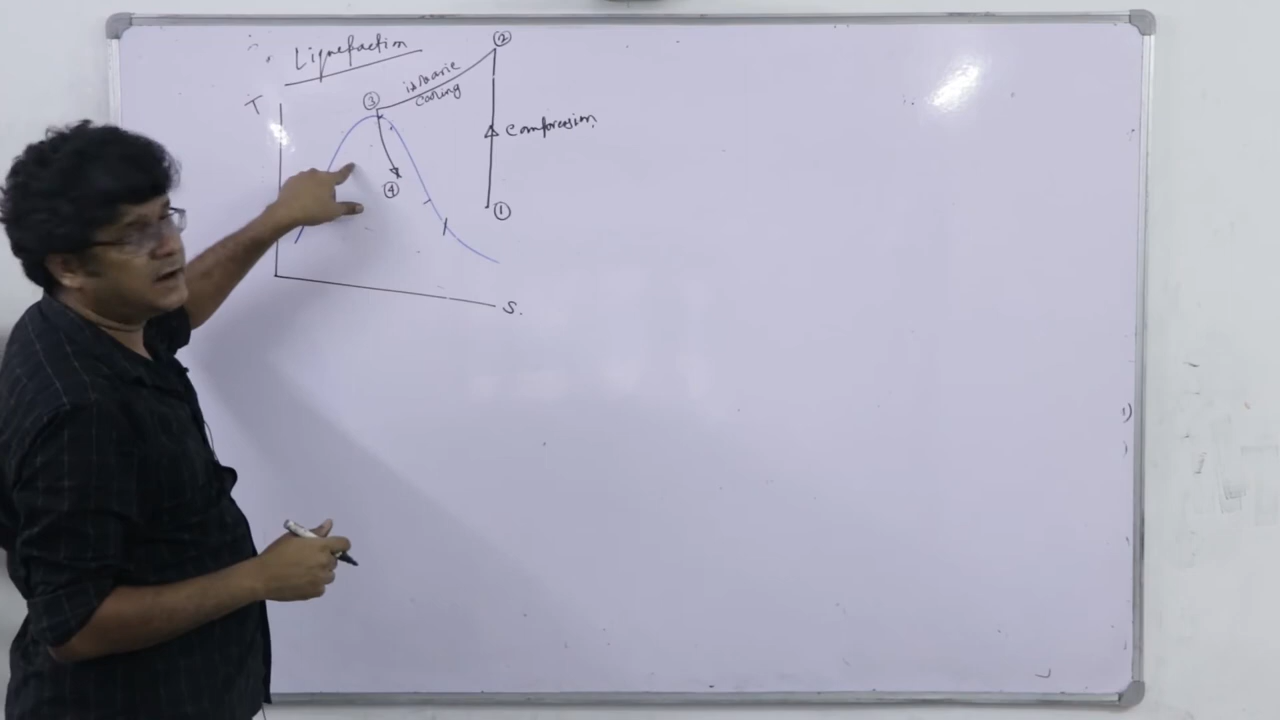 Liquefaction
②
T
③
isobaric
cooling
compression
④
①
S.